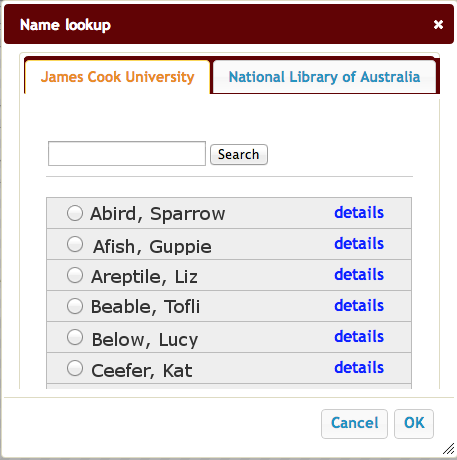 Name lookup ×
James Cook University National Library of Australia
Search
Abird, Sparrow details
Afish, Guppie details
Areptile, Liz details
Beable, Tofli details
Below, Lucy details
Ceefer, Kat details
Cancel OK